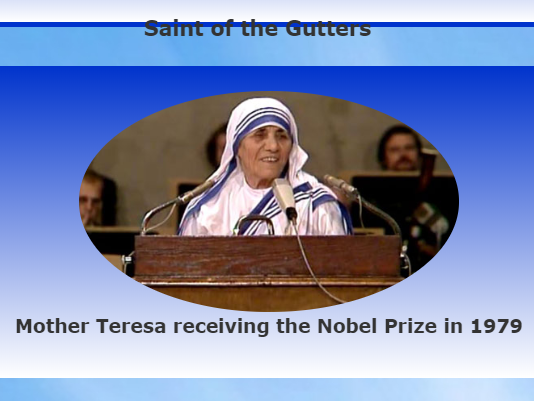 Saint of the Gutters
Mother Teresa receiving the Nobel Prize in 1979